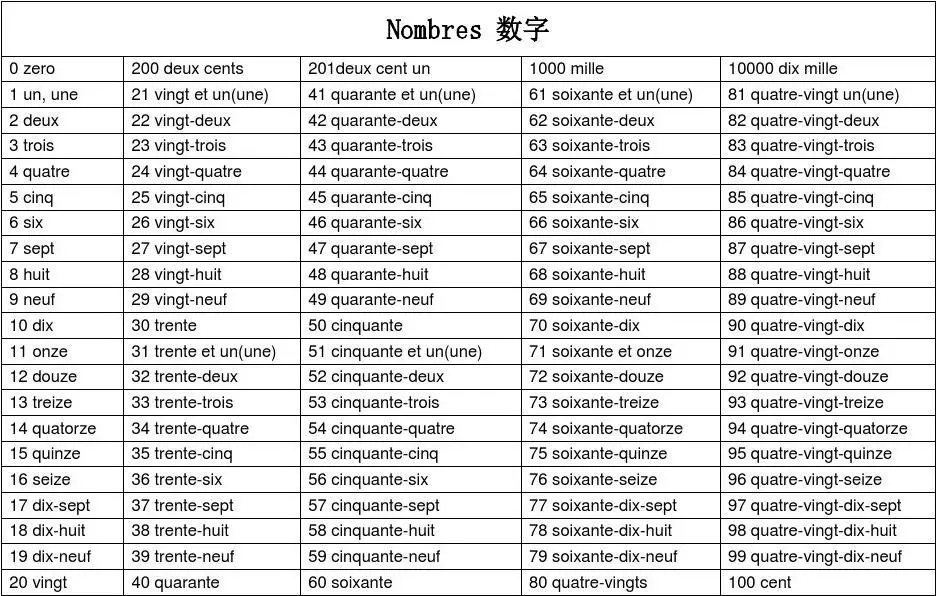 Nombres 数字
0 zero 200 deux cents 201deux cent un 1000 mille 10000 dix mille
1 un, une 21 vingt et un(une) 41 quarante et un(une) 61 soixante et un(une) 81 quatre-vingt un(une)
2 deux 22 vingt-deux 42 quarante-deux 62 soixante-deux 82 quatre-vingt-deux
3 trois 23 vingt-trois 43 quarante-trois 63 soixante-trois 83 quatre-vingt-trois
4 quatre 24 vingt-quatre 44 quarante-quatre 64 soixante-quatre 84 quatre-vingt-quatre
5 cinq 25 vingt-cinq 45 quarante-cinq 65 soixante-cinq 85 quatre-vingt-cinq
6 six 26 vingt-six 46 quarante-six 66 soixante-six 86 quatre-vingt-six
7 sept 27 vingt-sept 47 quarante-sept 67 soixante-sept 87 quatre-vingt-sept
8 huit 28 vingt-huit 48 quarante-huit 68 soixante-huit 88 quatre-vingt-huit
9 neuf 29 vingt-neuf 49 quarante-neuf 69 soixante-neuf 89 quatre-vingt-neuf
10 dix 30 trente 50 cinquante 70 soixante-dix 90 quatre-vingt-dix
11 onze 31 trente et un(une) 51 cinquante et un(une) 71 soixante et onze 91 quatre-vingt-onze
12 douze 32 trente-deux 52 cinquante-deux 72 soixante-douze 92 quatre-vingt-douze
13 treize 33 trente-trois 53 cinquante-trois 73 soixante-treize 93 quatre-vingt-treize
14 quatorze 34 trente-quatre 54 cinquante-quatre 74 soixante-quatorze 94 quatre-vingt-quatorze
15 quinze 35 trente-cinq 55 cinquante-cinq 75 soixante-quinze 95 quatre-vingt-quinze
16 seize 36 trente-six 56 cinquante-six 76 soixante-seize 96 quatre-vingt-seize
17 dix-sept 37 trente-sept 57 cinquante-sept 77 soixante-dix-sept 97 quatre-vingt-dix-sept
18 dix-huit 38 trente-huit 58 cinquante-huit 78 soixante-dix-huit 98 quatre-vingt-dix-huit
19 dix-neuf 39 trente-neuf 59 cinquante-neuf 79 soixante-dix-neuf 99 quatre-vingt-dix-neuf
20 vingt 40 quarante 60 soixante 80 quatre-vingts 100 cent